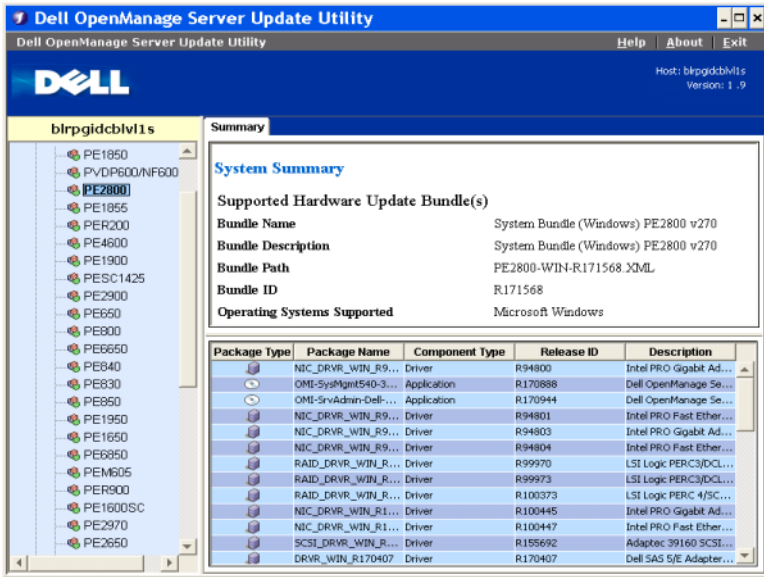 Dell OpenManage Server Update Utility
Dell OpenManage Server Update Utility
Help About Exit
DELL
Host: blrpgidcblvl1s
Version: 1 .9
blrpgidcblvl1s
PE1850
PVDP600/NF600
PE2800
PE1855
PER200
PE4600
PE1900
PESC1425
PE2900
PE650
PE800
PE6650
PE840
PE830
PE850
PE1950
PE1650
PE6850
PEM605
PER900
PE1600SC
PE2970
PE2650
Summary
System Summary
Supported Hardware Update Bundle(s)
Bundle Name System Bundle (Windows) PE2800 v270
Bundle Description System Bundle (Windows) PE2800 v270
Bundle Path PE2800-WIN-R171568.XML
Bundle ID R171568
Operating Systems Supported Microsoft Windows
Package Type Package Name Component Type Release ID Description
NIC_DRVR_WIN_R9... Driver R94800 Intel PRO Gigabit Ad...
OMI-SysMgmt540-3... Application R170888 Dell OpenManage Se...
OMI-SrvAdmin-Dell-... Application R170944 Dell OpenManage Se...
NIC_DRVR_WIN_R9... Driver R94801 Intel PRO Fast Ether...
NIC_DRVR_WIN_R9... Driver R94803 Intel PRO Gigabit Ad...
NIC_DRVR_WIN_R9... Driver R94804 Intel PRO Fast Ether...
RAID_DRVR_WIN_R... Driver R99970 LSI Logic PERC3/DCL...
RAID_DRVR_WIN_R... Driver R99973 LSI Logic PERC3/DCL...
RAID_DRVR_WIN_R... Driver R100373 LSI Logic PERC 4/SC...
NIC_DRVR_WIN_R1... Driver R100445 Intel PRO Gigabit Ad...
NIC_DRVR_WIN_R1... Driver R100447 Intel PRO Fast Ether...
SCSI_DRVR_WIN_R... Driver R155692 Adaptec 39160 SCSI...
DRVR_WIN_R170407 Driver R170407 Dell SAS 5/E Adapter...